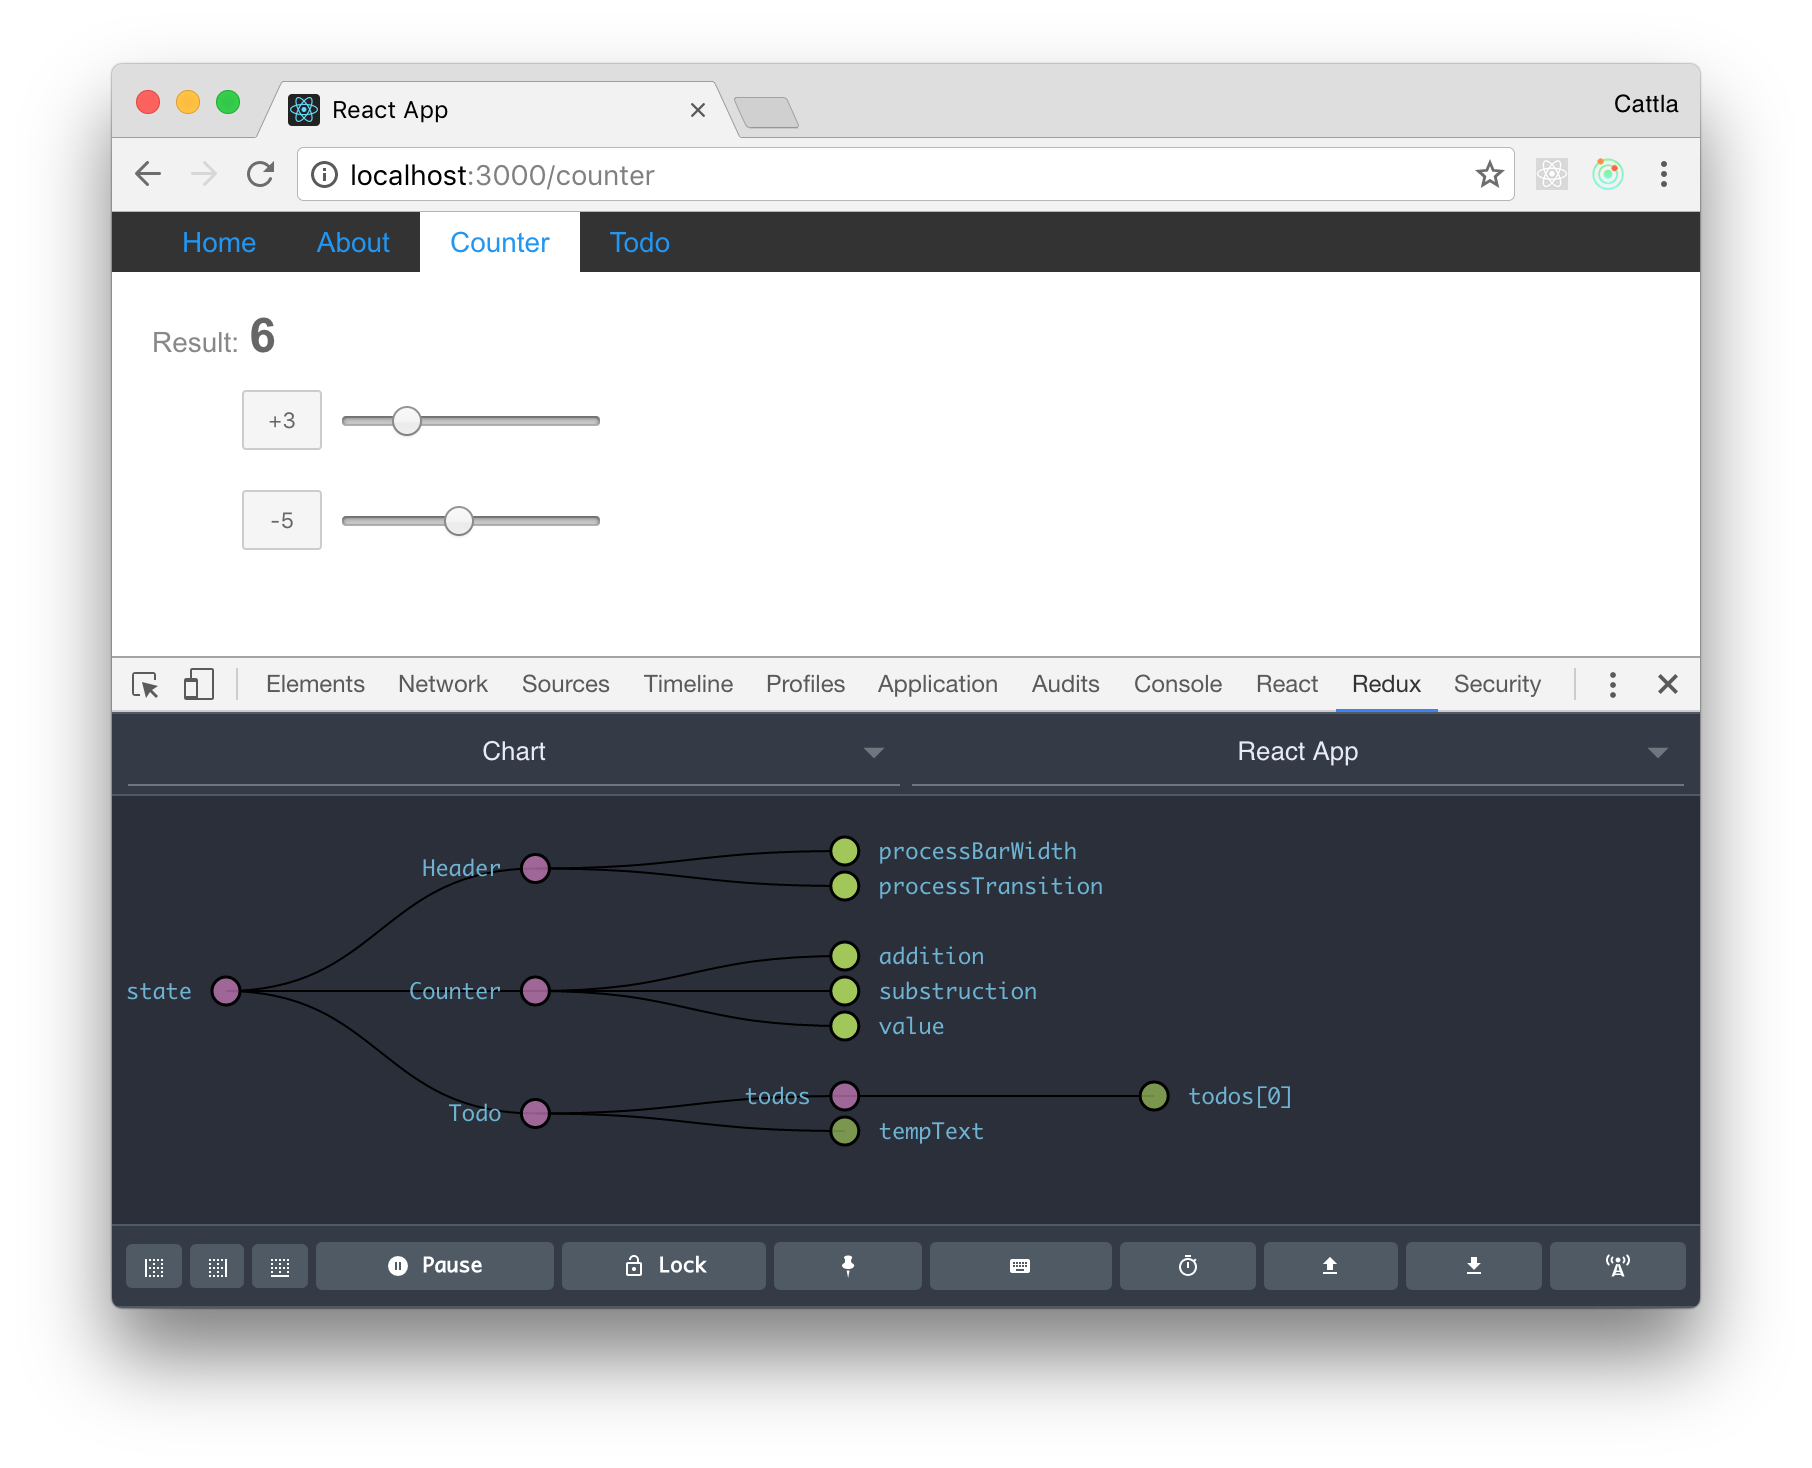 React App
Cattla
localhost:3000/counter
Home About Counter Todo
Result: 6
+3
-5
Elements Network Sources Timeline Profiles Application Audits Console React Redux Security
Chart React App
Header
processBarWidth
processTransition
addition
state
Counter
substruction
value
Todo
todos
todos[0]
tempText
Pause Lock